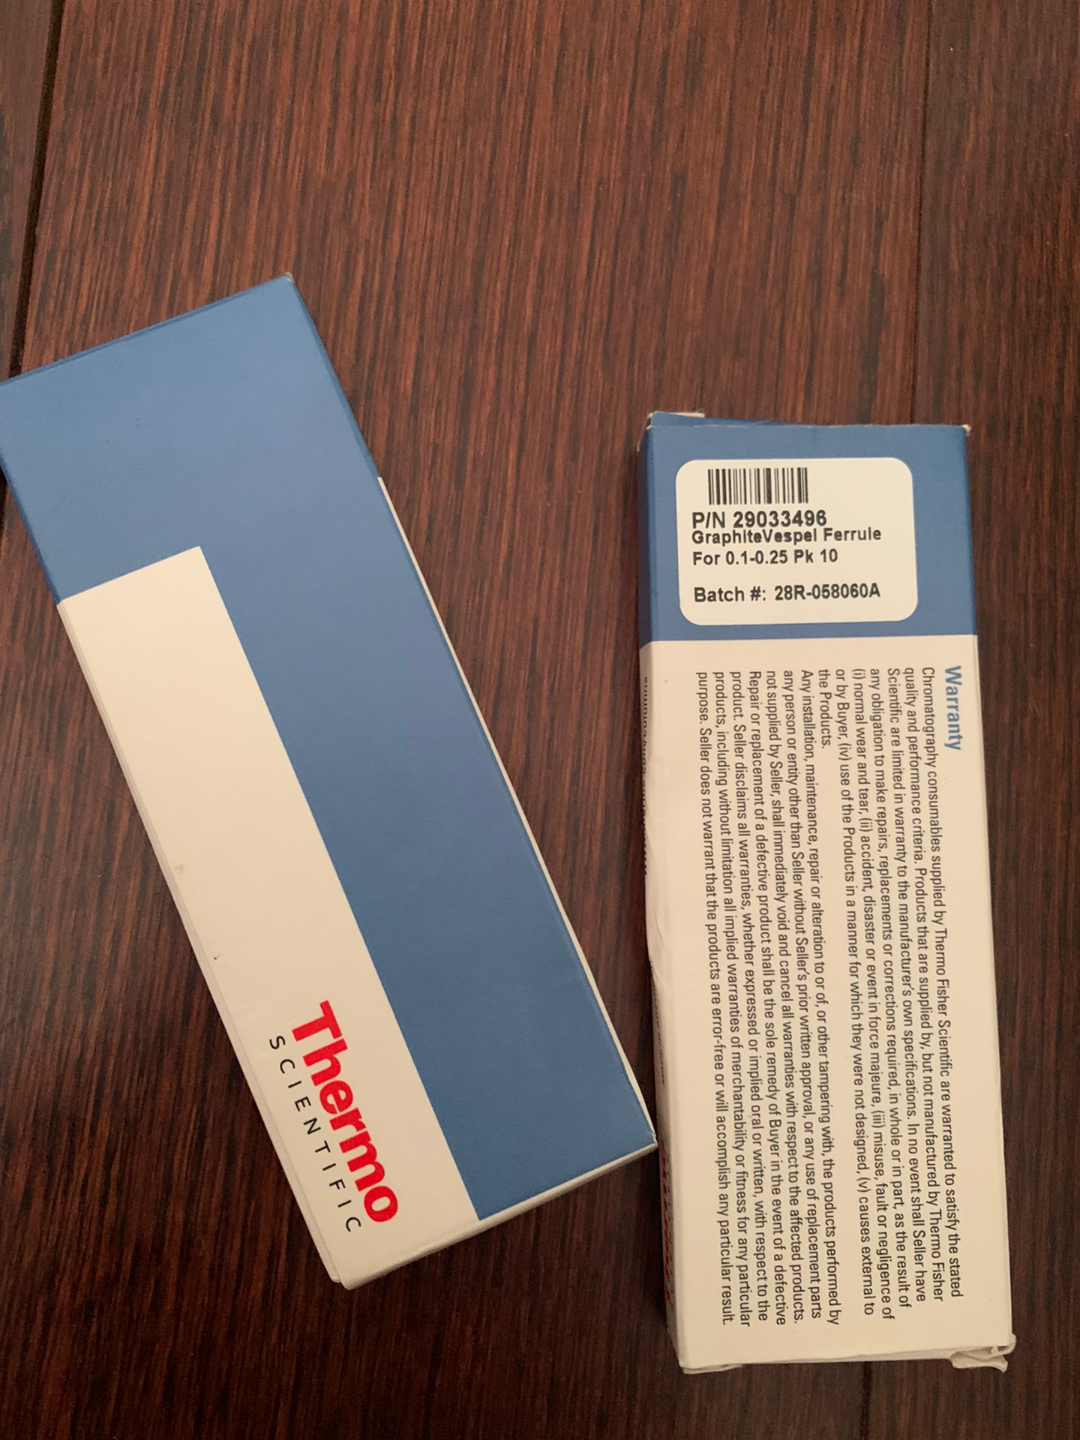 Thermo
SCIENTIFIC
P/N 29033496
GraphiteVespel Ferrule
For 0.1-0.25 Pk 10
Batch #: 28R-058060A
Warranty
Chromatography consumables supplied by Thermo Fisher Scientific are warranted to satisfy the stated
quality and performance criteria. Products that are supplied by, but not manufactured by Thermo Fisher
Scientific are limited in warranty to the manufacturer's own specifications. In no event shall Seller have
any obligation to make repairs, replacements or corrections required, in whole or in part, as the result of
(i) normal wear and tear, (ii) accident, disaster or event in force majeure, (iii) misuse, fault or negligence of
or by Buyer, (iv) use of the Products in a manner for which they were not designed, (v) causes external to
the Products.
Any installation, maintenance, repair or alteration to or of, or other tampering with, the products performed by
any person or entity other than Seller without Seller's prior written approval, or any use of replacement parts
not supplied by Seller, shall immediately void and cancel all warranties with respect to the affected products.
Repair or replacement of a defective product shall be the sole remedy of Buyer in the event of a defective
product. Seller disclaims all warranties, whether expressed or implied oral or written, with respect to the
products, including without limitation all implied warranties of merchantability or fitness for any particular
purpose. Seller does not warrant that the products are error-free or will accomplish any particular result.